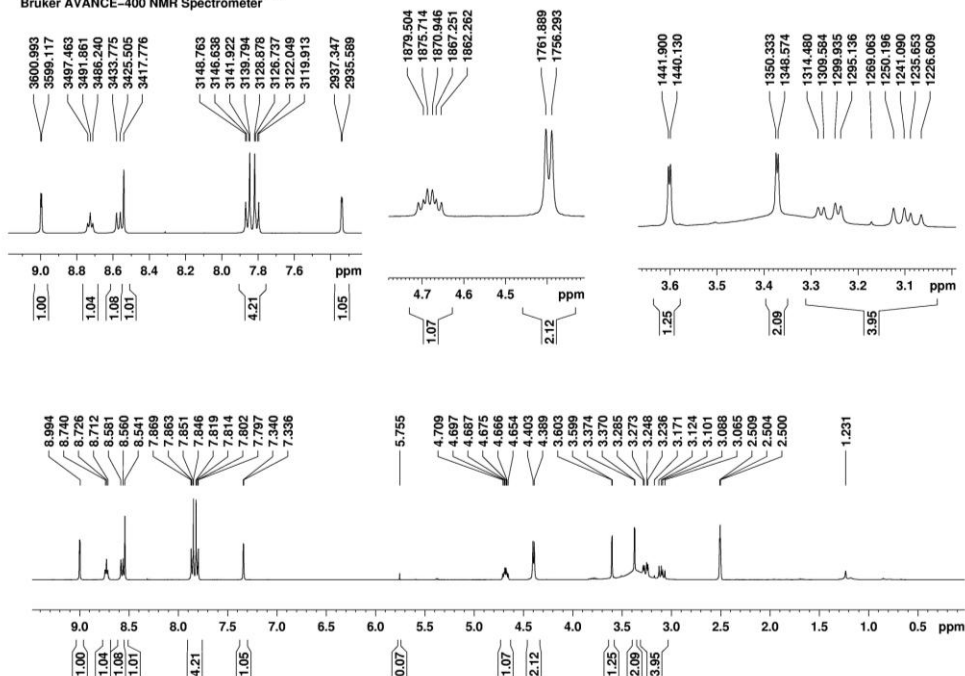 Bruker AVANCE-400 NMR Spectrometer
3600.993 3599.117 3497.463 3491.861 3486.240 3433.775 3425.505 3417.776 3148.763 3146.638 3141.922 3139.794 3128.878 3126.737 3122.049 3119.913 2937.347 2935.589
1879.504 1875.714 1870.946 1867.251 1862.262 1761.889 1756.293
1441.900 1440.130 1350.333 1348.574 1314.480 1309.584 1299.935 1295.136 1269.063 1250.196 1241.090 1235.653 1226.609
9.0 8.8 8.6 8.4 8.2 8.0 7.8 7.6 ppm
1.00 1.04 1.08 1.01 4.21 1.05
4.7 4.6 4.5 ppm
1.07 2.12
3.6 3.5 3.4 3.3 3.2 3.1 ppm
1.25 2.09 3.95
8.994 8.740 8.726 8.712 8.581 8.560 8.541 7.869 7.863 7.851 7.846 7.819 7.814 7.802 7.797 7.340 7.336 5.755 4.709 4.697 4.687 4.675 4.666 4.654 4.403 4.389 3.603 3.599 3.374 3.370 3.285 3.273 3.248 3.236 3.171 3.124 3.101 3.088 3.065 2.509 2.504 2.500 1.231
9.0 8.5 8.0 7.5 7.0 6.5 6.0 5.5 5.0 4.5 4.0 3.5 3.0 2.5 2.0 1.5 1.0 0.5 ppm
1.00 1.04 1.08 1.01 4.21 1.05 0.07 1.07 2.12 1.25 2.09 3.95